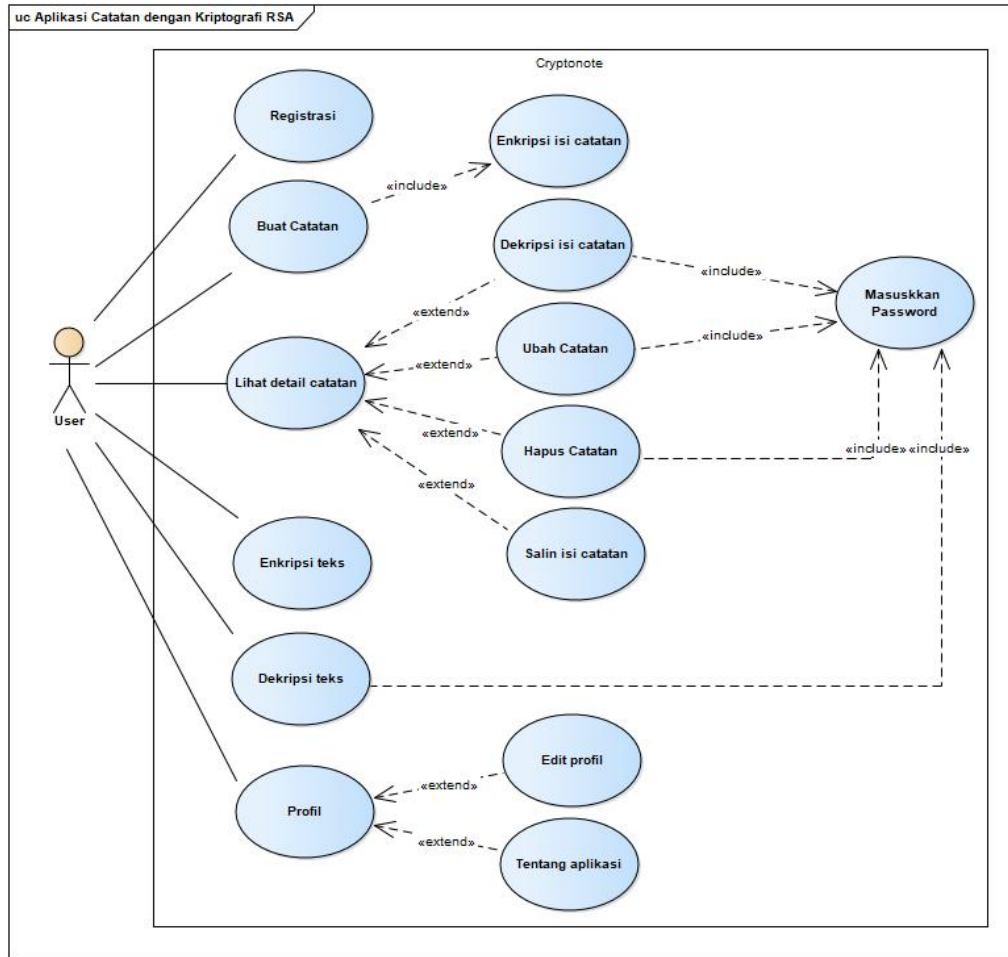 uc Aplikasi Catatan dengan Kriptografi RSA
Cryptonote
Registrasi
Enkripsi isi catatan
«include»
Buat Catatan
Dekripsi isi catatan
«include»
Masuskkan
Password
«extend»
Ubah Catatan
«include»
«extend»
Lihat detail catatan
User
«extend»
Hapus Catatan
«include»
«include»
«extend»
Salin isi catatan
Enkripsi teks
Dekripsi teks
Edit profil
«extend»
Profil
«extend»
Tentang aplikasi